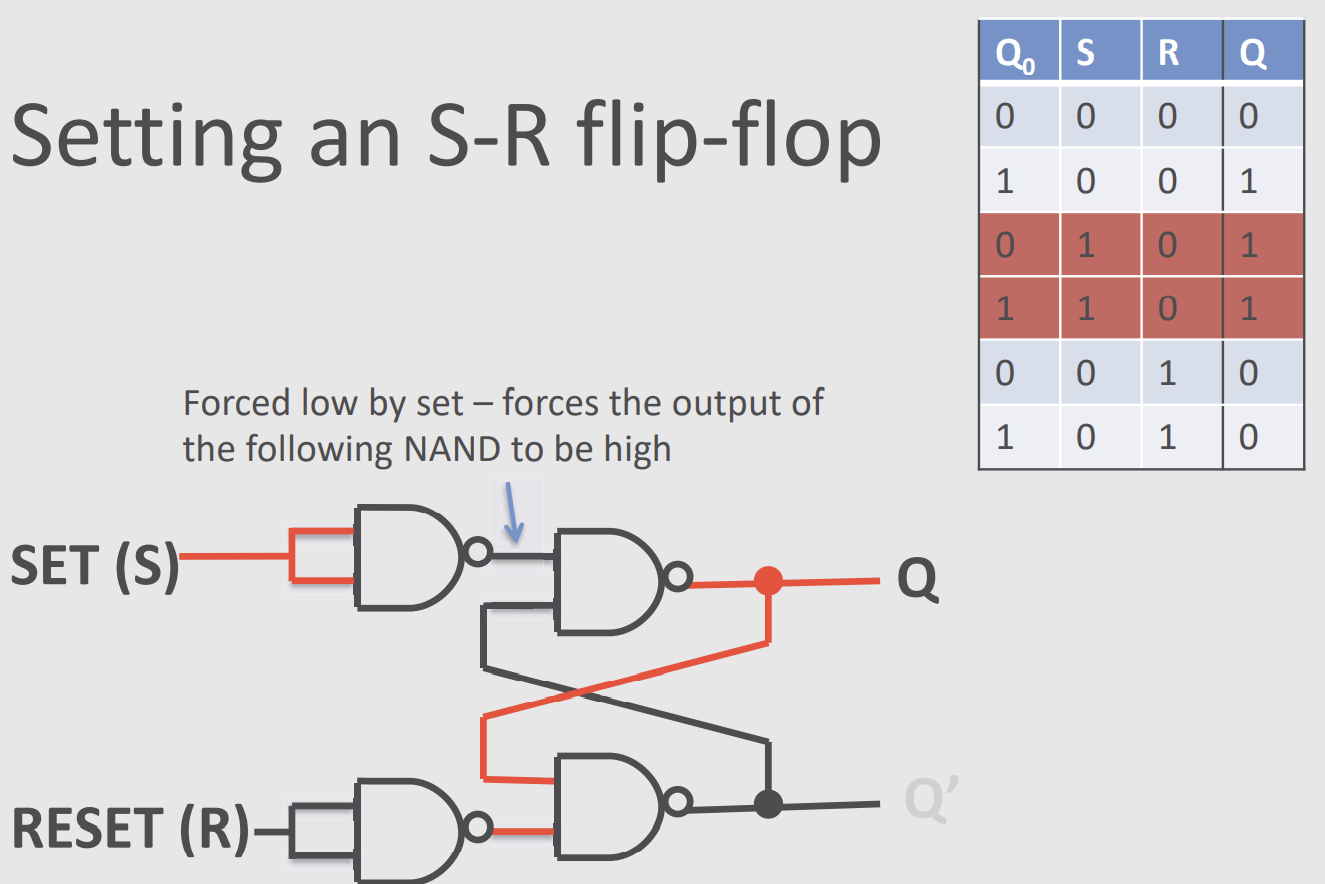 Setting an S-R flip-flop
Q₀ S R Q
0 0 0 0
1 0 0 1
0 1 0 1
1 1 0 1
0 0 1 0
1 0 1 0
Forced low by set – forces the output of
the following NAND to be high
SET (S)
Q
RESET (R)
Q’